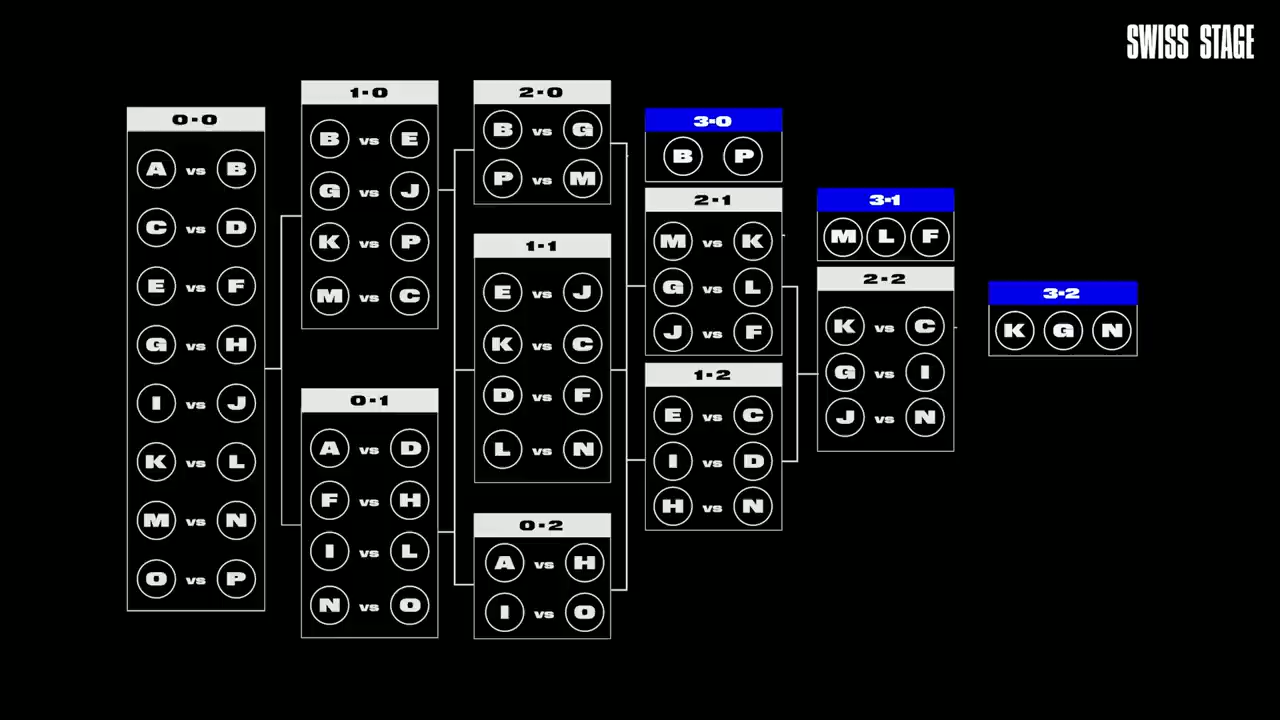 SWISS STAGE
0-0
A vs B
C vs D
E vs F
G vs H
I vs J
K vs L
M vs N
O vs P
1-0
B vs E
G vs J
K vs P
M vs C
0-1
A vs D
F vs H
I vs L
N vs O
2-0
B vs G
P vs M
1-1
E vs J
K vs C
D vs F
L vs N
0-2
A vs H
I vs O
3-0
B P
2-1
M vs K
G vs L
J vs F
1-2
E vs C
I vs D
H vs N
3-1
M L F
2-2
K vs C
G vs I
J vs N
3-2
K G N